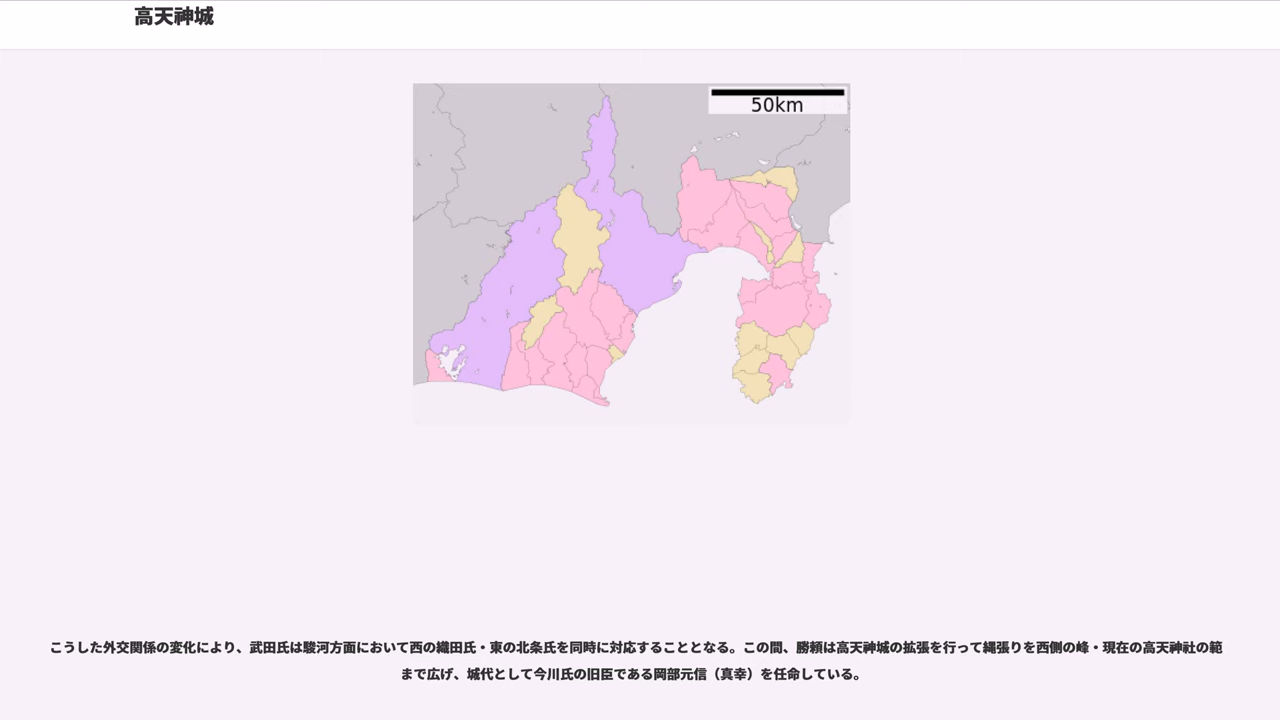 高天神城
50km
こうした外交関係の変化により、武田氏は駿河方面において西の織田氏・東の北条氏を同時に対応することとなる。この間、勝頼は高天神城の拡張を行って縄張りを西側の峰・現在の高天神社の範
まで広げ、城代として今川氏の旧臣である岡部元信（真幸）を任命している。